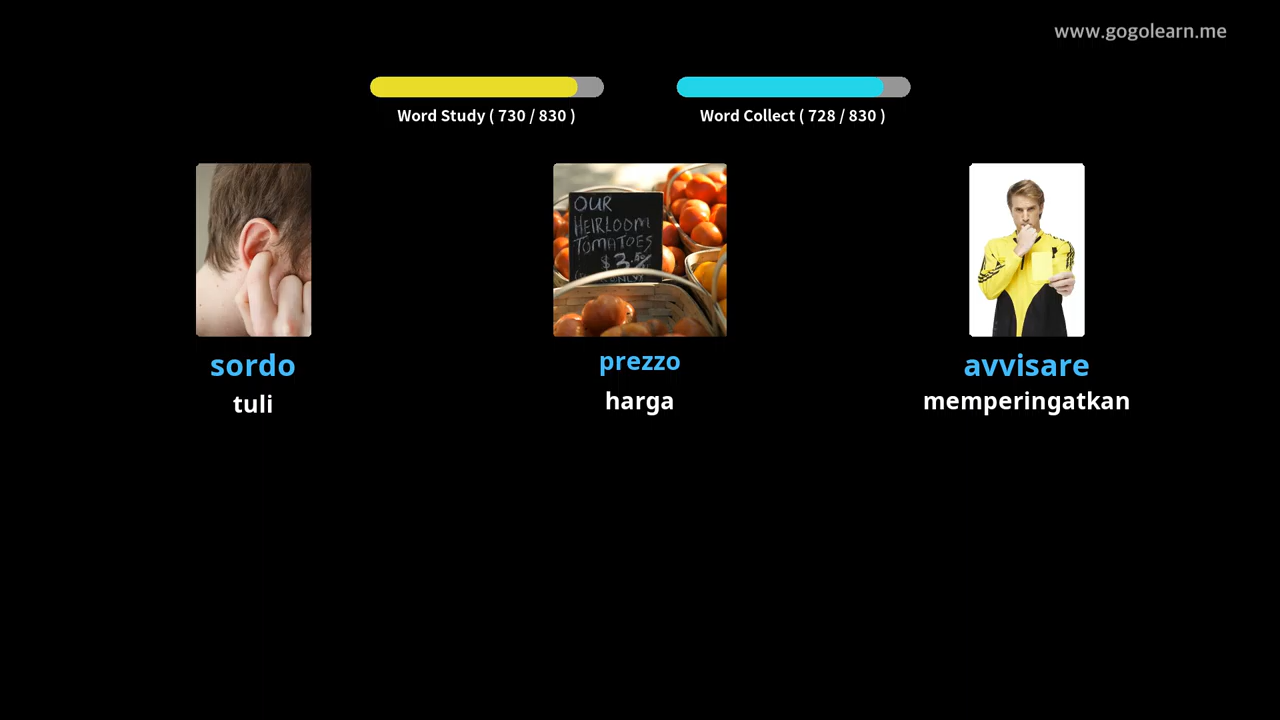 www.gogolearn.me
Word Study ( 730 / 830 )
Word Collect ( 728 / 830 )
OUR
HEIRLOOM
TOMATOES
sordo
prezzo
avvisare
tuli
harga
memperingatkan